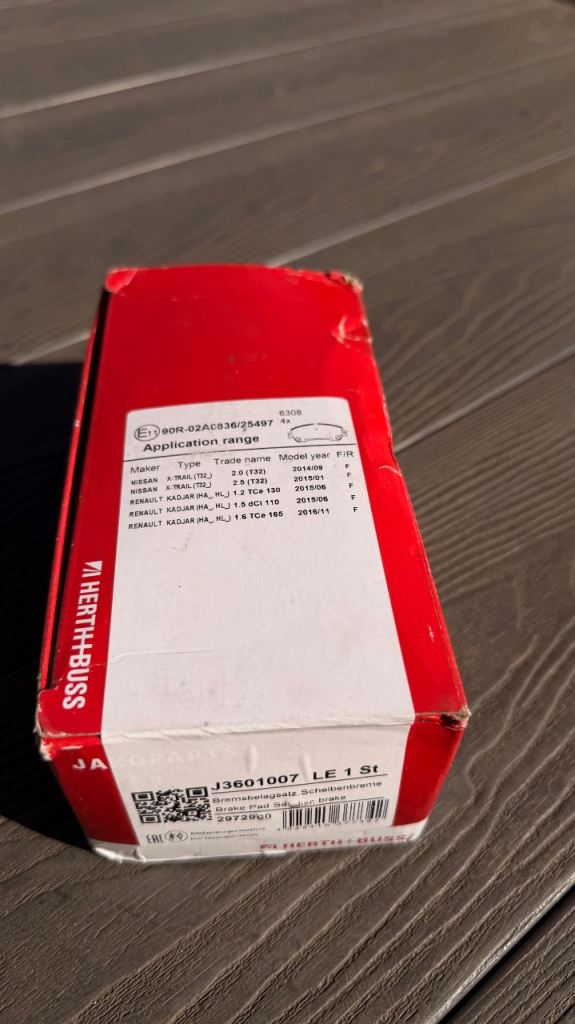 E11 90R-02A0836/25497
6308
4x
Application range
Maker Type Trade name Model year F/R
NISSAN X-TRAIL (T32_) 2.0 (T32) 2014/09 F
NISSAN X-TRAIL (T32_) 2.5 (T32) 2015/01 F
RENAULT KADJAR (HA_, HL_) 1.2 TCe 130 2015/06 F
RENAULT KADJAR (HA_, HL_) 1.5 dCi 110 2015/06 F
RENAULT KADJAR (HA_, HL_) 1.6 TCe 165 2016/11 F
HERTH+BUSS
JAKOPARTS
J3601007 LE 1 St
Bremsbelagsatz, Scheibenbremse
Brake Pad Set, disc brake
2972900
EAC
HERTH+BUSS